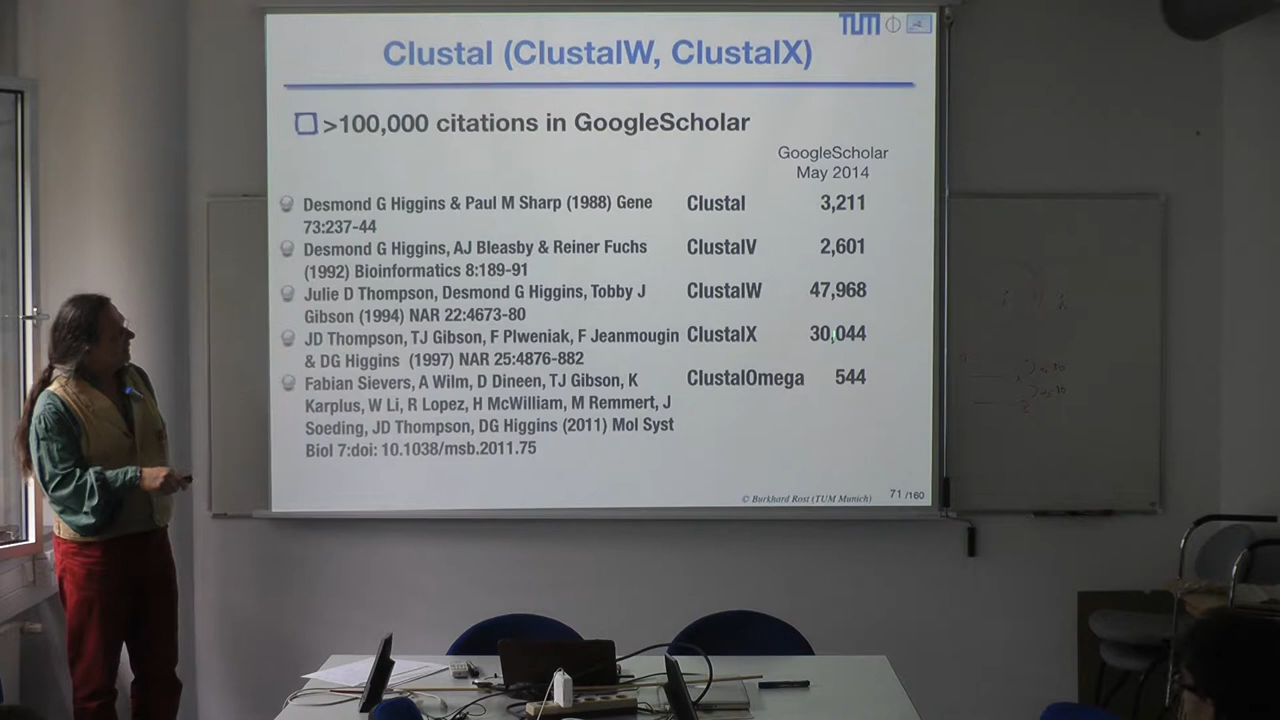 TUM
Clustal (ClustalW, ClustalX)
>100,000 citations in GoogleScholar
GoogleScholar
May 2014
Desmond G Higgins & Paul M Sharp (1988) Gene Clustal 3,211
73:237-44
Desmond G Higgins, AJ Bleasby & Reiner Fuchs ClustalV 2,601
(1992) Bioinformatics 8:189-91
Julie D Thompson, Desmond G Higgins, Tobby J ClustalW 47,968
Gibson (1994) NAR 22:4673-80
JD Thompson, TJ Gibson, F Plweniak, F Jeanmougin ClustalX 30,044
& DG Higgins (1997) NAR 25:4876-882
Fabian Sievers, A Wilm, D Dineen, TJ Gibson, K ClustalOmega 544
Karplus, W Li, R Lopez, H McWilliam, M Remmert, J
Soeding, JD Thompson, DG Higgins (2011) Mol Syst
Biol 7:doi: 10.1038/msb.2011.75
© Burkhard Rost (TUM Munich) 71 /160